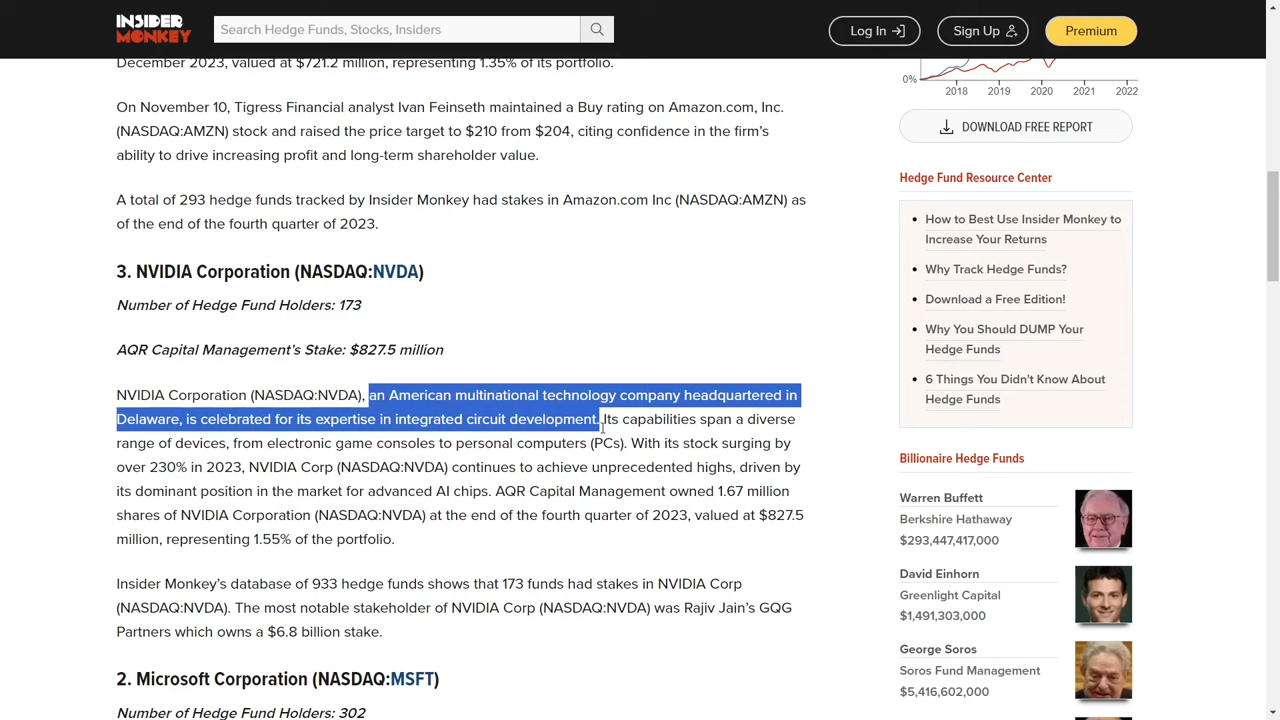 INSIDER
MONKEY
Search Hedge Funds, Stocks, Insiders
Log In
Sign Up
Premium
December 2023, valued at $721.2 million, representing 1.35% of its portfolio.
On November 10, Tigress Financial analyst Ivan Feinseth maintained a Buy rating on Amazon.com, Inc.
(NASDAQ:AMZN) stock and raised the price target to $210 from $204, citing confidence in the firm's
ability to drive increasing profit and long-term shareholder value.
A total of 293 hedge funds tracked by Insider Monkey had stakes in Amazon.com Inc (NASDAQ:AMZN) as
of the end of the fourth quarter of 2023.
3. NVIDIA Corporation (NASDAQ:NVDA)
Number of Hedge Fund Holders: 173
AQR Capital Management's Stake: $827.5 million
NVIDIA Corporation (NASDAQ:NVDA), an American multinational technology company headquartered in
Delaware, is celebrated for its expertise in integrated circuit development. Its capabilities span a diverse
range of devices, from electronic game consoles to personal computers (PCs). With its stock surging by
over 230% in 2023, NVIDIA Corp (NASDAQ:NVDA) continues to achieve unprecedented highs, driven by
its dominant position in the market for advanced AI chips. AQR Capital Management owned 1.67 million
shares of NVIDIA Corporation (NASDAQ:NVDA) at the end of the fourth quarter of 2023, valued at $827.5
million, representing 1.55% of the portfolio.
Insider Monkey's databse of 933 hedge funds shows that 173 funds had stakes in NVIDIA Corp
(NASDAQ:NVDA). The most notable stakeholder of NVIDIA Corp (NASDAQ:NVDA) was Rajiv Jain's GQG
Partners which owns a $6.8 billion stake.
2. Microsoft Corporation (NASDAQ:MSFT)
Number of Hedge Fund Holders: 302
0%
2018 2019 2020 2021 2022
DOWNLOAD FREE REPORT
Hedge Fund Resource Center
How to Best Use Insider Monkey to
Increase Your Returns
Why Track Hedge Funds?
Download a Free Edition!
Why You Should DUMP Your
Hedge Funds
6 Things You Didn't Know About
Hedge Funds
Billionaire Hedge Funds
Warren Buffett
Berkshire Hathaway
$293,447,417,000
David Einhorn
Greenlight Capital
$1,491,303,000
George Soros
Soros Fund Management
$5,416,602,000